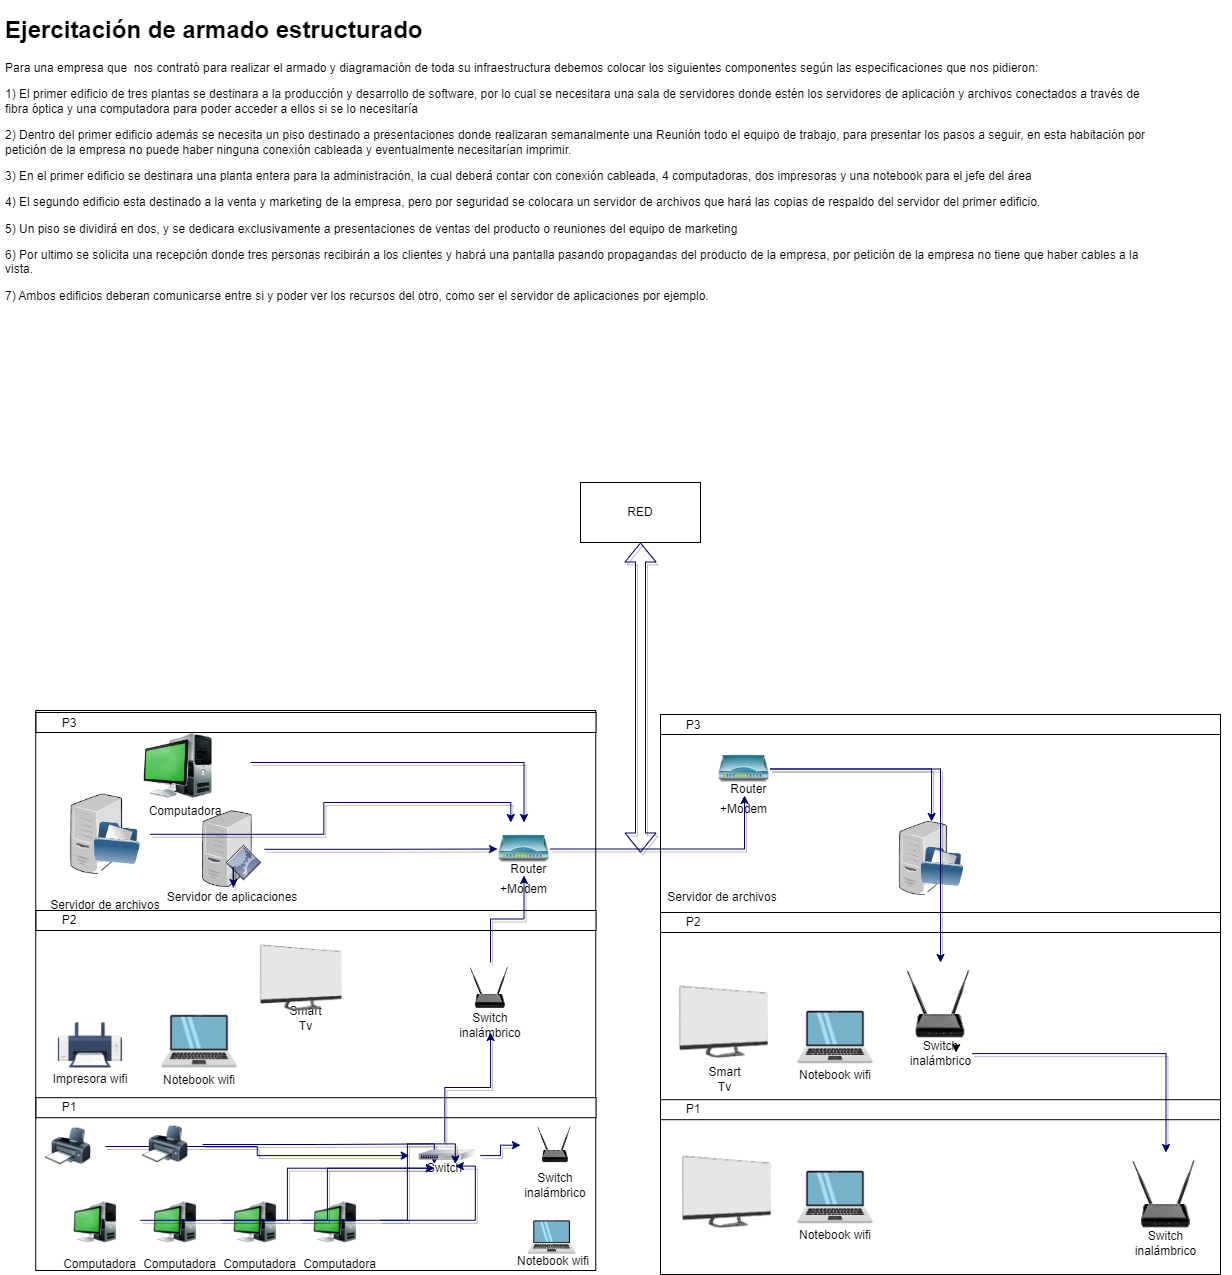 Ejercitación de armado estructurado
Para una empresa que  nos contrató para realizar el armado y diagramación de toda su infraestructura debemos colocar los siguientes componentes según las especificaciones que nos pidieron:
1) El primer edificio de tres plantas se destinara a la producción y desarrollo de software, por lo cual se necesitara una sala de servidores donde estén los servidores de aplicación y archivos conectados a través de
fibra óptica y una computadora para poder acceder a ellos si se lo necesitaría
2) Dentro del primer edificio además se necesita un piso destinado a presentaciones donde realizaran semanalmente una Reunión todo el equipo de trabajo, para presentar los pasos a seguir, en esta habitación por
petición de la empresa no puede haber ninguna conexión cableada y eventualmente necesitarían imprimir.
3) En el primer edificio se destinara una planta entera para la administración, la cual deberá contar con conexión cableada, 4 computadoras, dos impresoras y una notebook para el jefe del área
4) El segundo edificio esta destinado a la venta y marketing de la empresa, pero por seguridad se colocara un servidor de archivos que hará las copias de respaldo del servidor del primer edificio.
5) Un piso se dividirá en dos, y se dedicara exclusivamente a presentaciones de ventas del producto o reuniones del equipo de marketing
6) Por ultimo se solicita una recepción donde tres personas recibirán a los clientes y habrá una pantalla pasando propagandas del producto de la empresa, por petición de la empresa no tiene que haber cables a la
vista.
7) Ambos edificios deberan comunicarse entre si y poder ver los recursos del otro, como ser el servidor de aplicaciones por ejemplo.
RED
P3
Computadora
Servidor de archivos
Servidor de aplicaciones
Router
+Modem
P2
Smart
Tv
Switch
inalámbrico
Impresora wifi
Notebook wifi
P1
Switch
Switch
inalámbrico
Computadora
Computadora
Computadora
Computadora
Notebook wifi
P3
Router
+Modem
Servidor de archivos
P2
Smart
Tv
Notebook wifi
Switch
inalámbrico
P1
Notebook wifi
Switch
inalámbrico